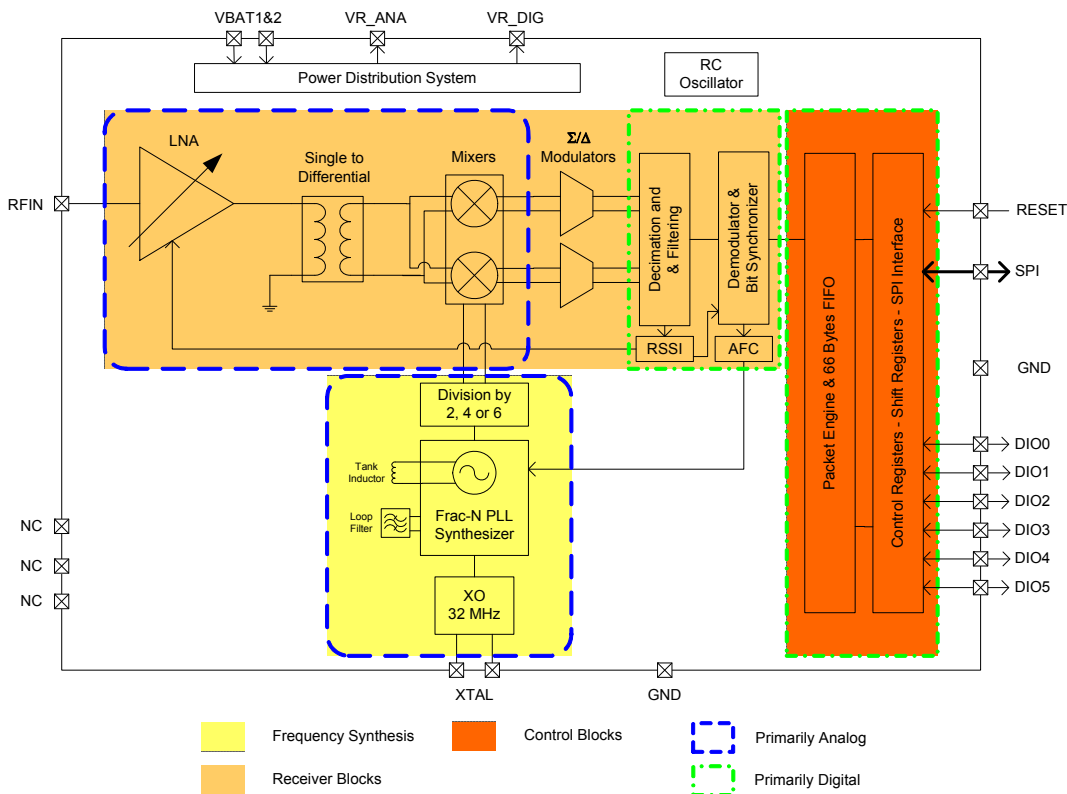 VBAT1&2
VR_ANA
VR_DIG
Power Distribution System
RC
Oscillator
LNA
Single to
Differential
Mixers
Σ/Δ
Modulators
RFIN
Decimation and
& Filtering
Demodulator &
Bit Synchronizer
RSSI
AFC
Packet Engine & 66 Bytes FIFO
Control Registers - Shift Registers - SPI Interface
RESET
SPI
GND
Division by
2, 4 or 6
Tank
Inductor
Loop
Filter
Frac-N PLL
Synthesizer
DIO0
DIO1
DIO2
DIO3
DIO4
DIO5
NC
NC
NC
XO
32 MHz
XTAL
GND
Frequency Synthesis
Control Blocks
Primarily Analog
Receiver Blocks
Primarily Digital